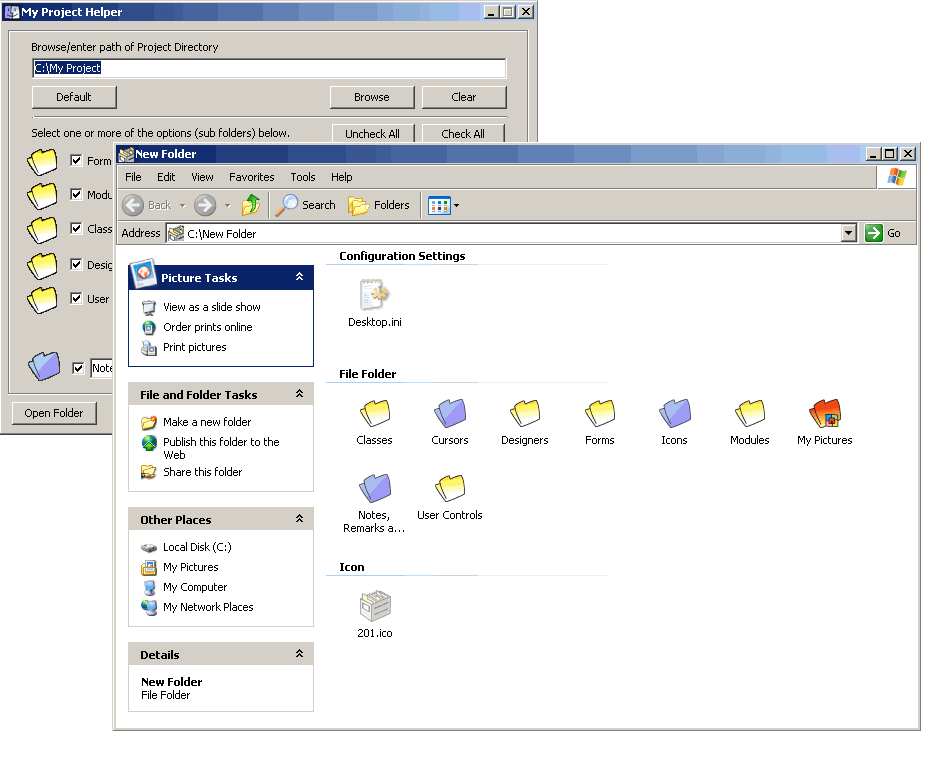 My Project Helper
Browse/enter path of Project Directory
C:\My Project
Default
Browse
Clear
Select one or more of the options (sub folders) below.
Uncheck All
Check All
Form
Modu
Class
Desig
User
Note
Open Folder
New Folder
File Edit View Favorites Tools Help
Back
Search
Folders
Address
C:\New Folder
Go
Picture Tasks
View as a slide show
Order prints online
Print pictures
File and Folder Tasks
Make a new folder
Publish this folder to the
Web
Share this folder
Other Places
Local Disk (C:)
My Pictures
My Computer
My Network Places
Details
New Folder
File Folder
Configuration Settings
Desktop.ini
File Folder
Classes
Cursors
Designers
Forms
Icons
Modules
My Pictures
Notes,
Remarks a...
User Controls
Icon
201.ico